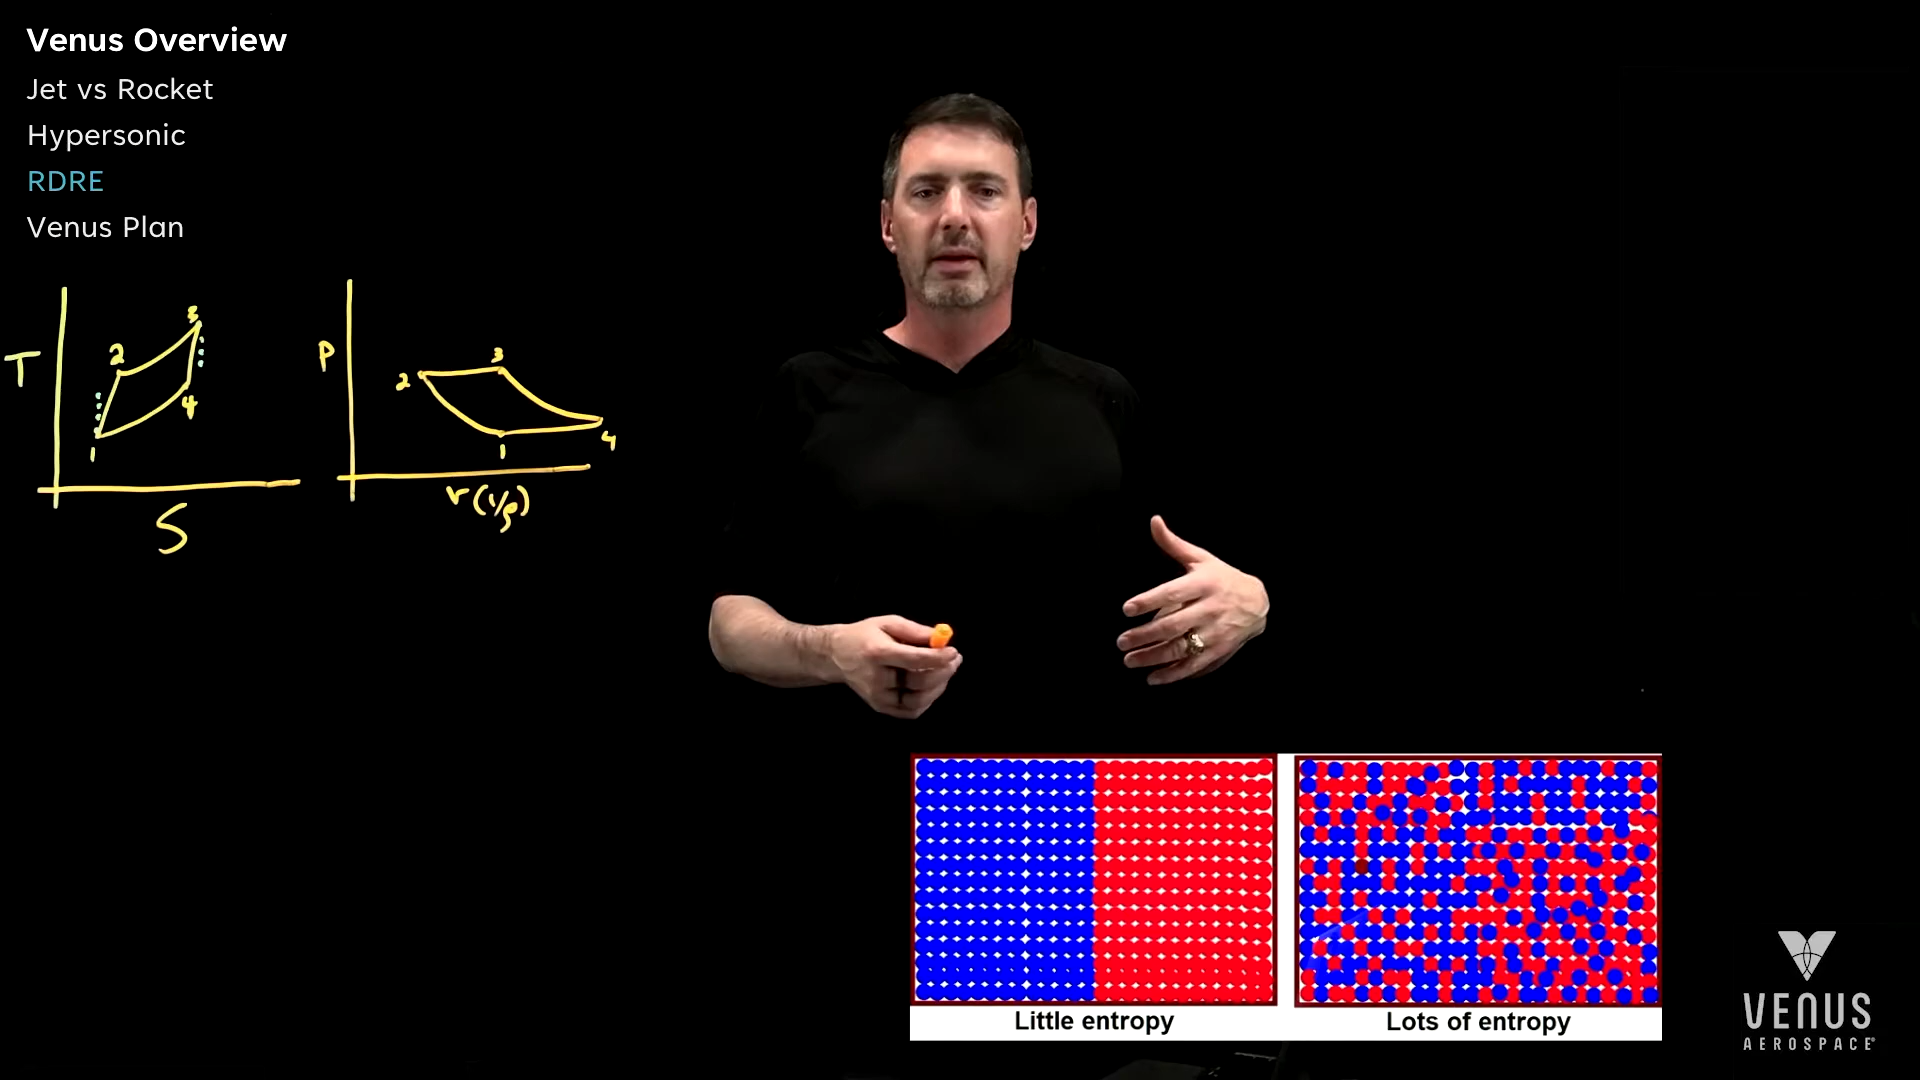 Venus Overview
Jet vs Rocket
Hypersonic
RDRE
Venus Plan
T
2
3
4
1
S
P
2
3
1
4
v (1/ρ)
Little entropy
Lots of entropy
VENUS
AEROSPACE